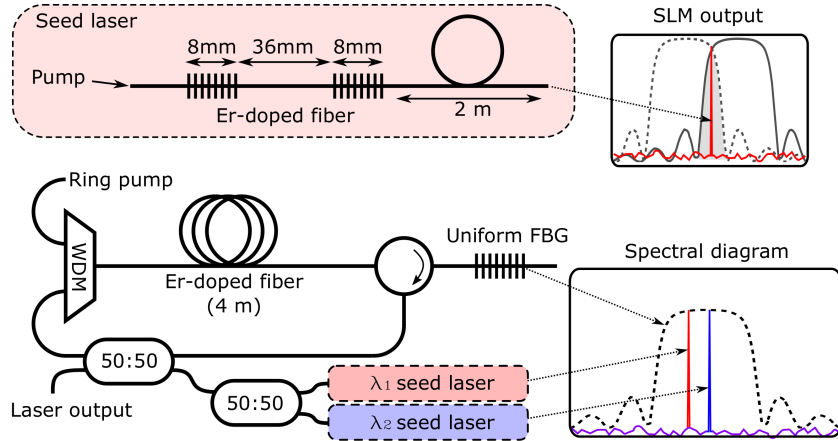 Seed laser
8mm 36mm 8mm
Pump
Er-doped fiber
2 m
SLM output
Ring pump
WDM
Er-doped fiber
(4 m)
Uniform FBG
Spectral diagram
50:50
Laser output
50:50
λ1 seed laser
λ2 seed laser